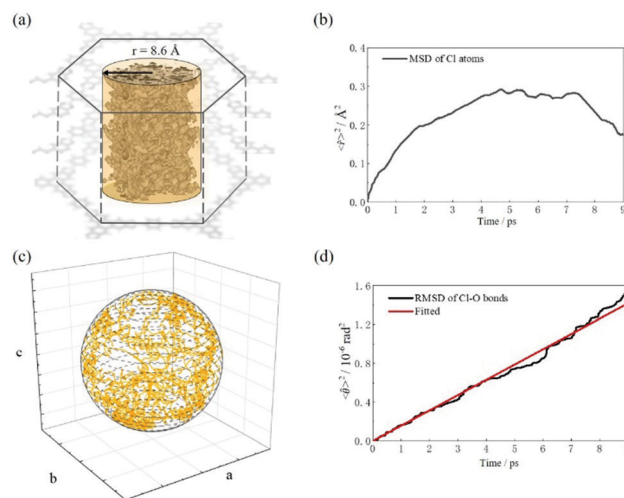 (a)
r = 8.6 Å
(b)
MSD of Cl atoms
0.4
0.3
0.2
0.1
0.0
<r̂>² / Å²
0 1 2 3 4 5 6 7 8 9
Time / ps
(c)
c
b
a
(d)
RMSD of Cl-O bonds
Fitted
1.6
1.2
0.8
0.4
0.0
<θ̂>² / 10⁻⁶ rad²
0 1 2 3 4 5 6 7 8
Time / ps